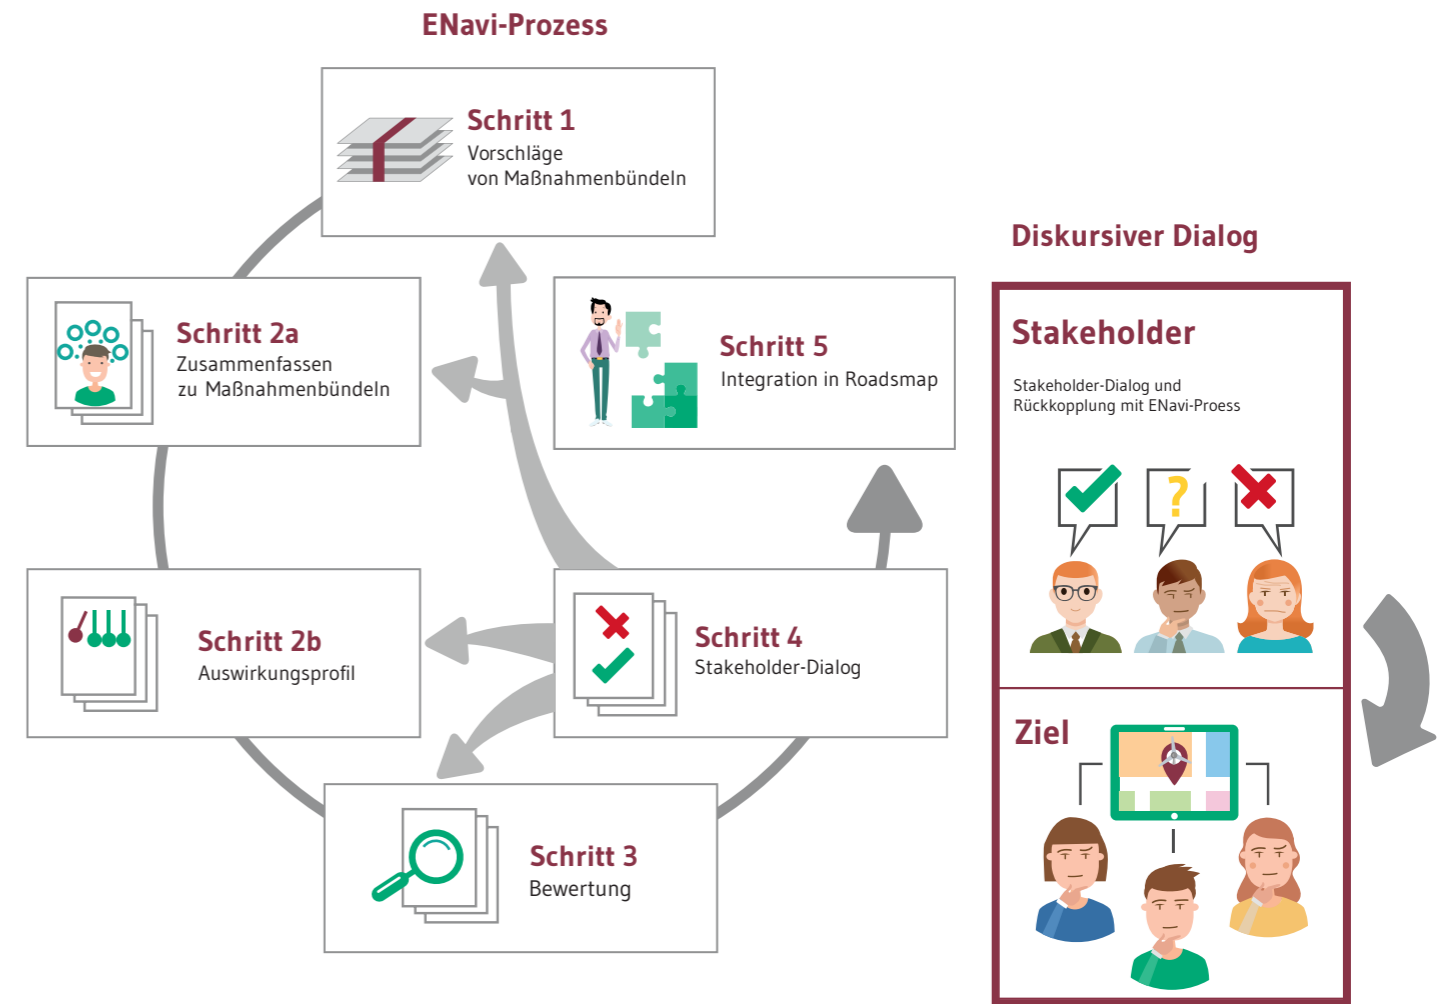 ENavi-Prozess
Schritt 1
Vorschläge
von Maßnahmenbündeln
Schritt 2a
Zusammenfassen
zu Maßnahmenbündeln
Schritt 2b
Auswirkungsprofil
Schritt 3
Bewertung
Schritt 4
Stakeholder-Dialog
Schritt 5
Integration in Roadsmap
Diskursiver Dialog
Stakeholder
Stakeholder-Dialog und
Rückkopplung mit ENavi-Proess
?
Ziel